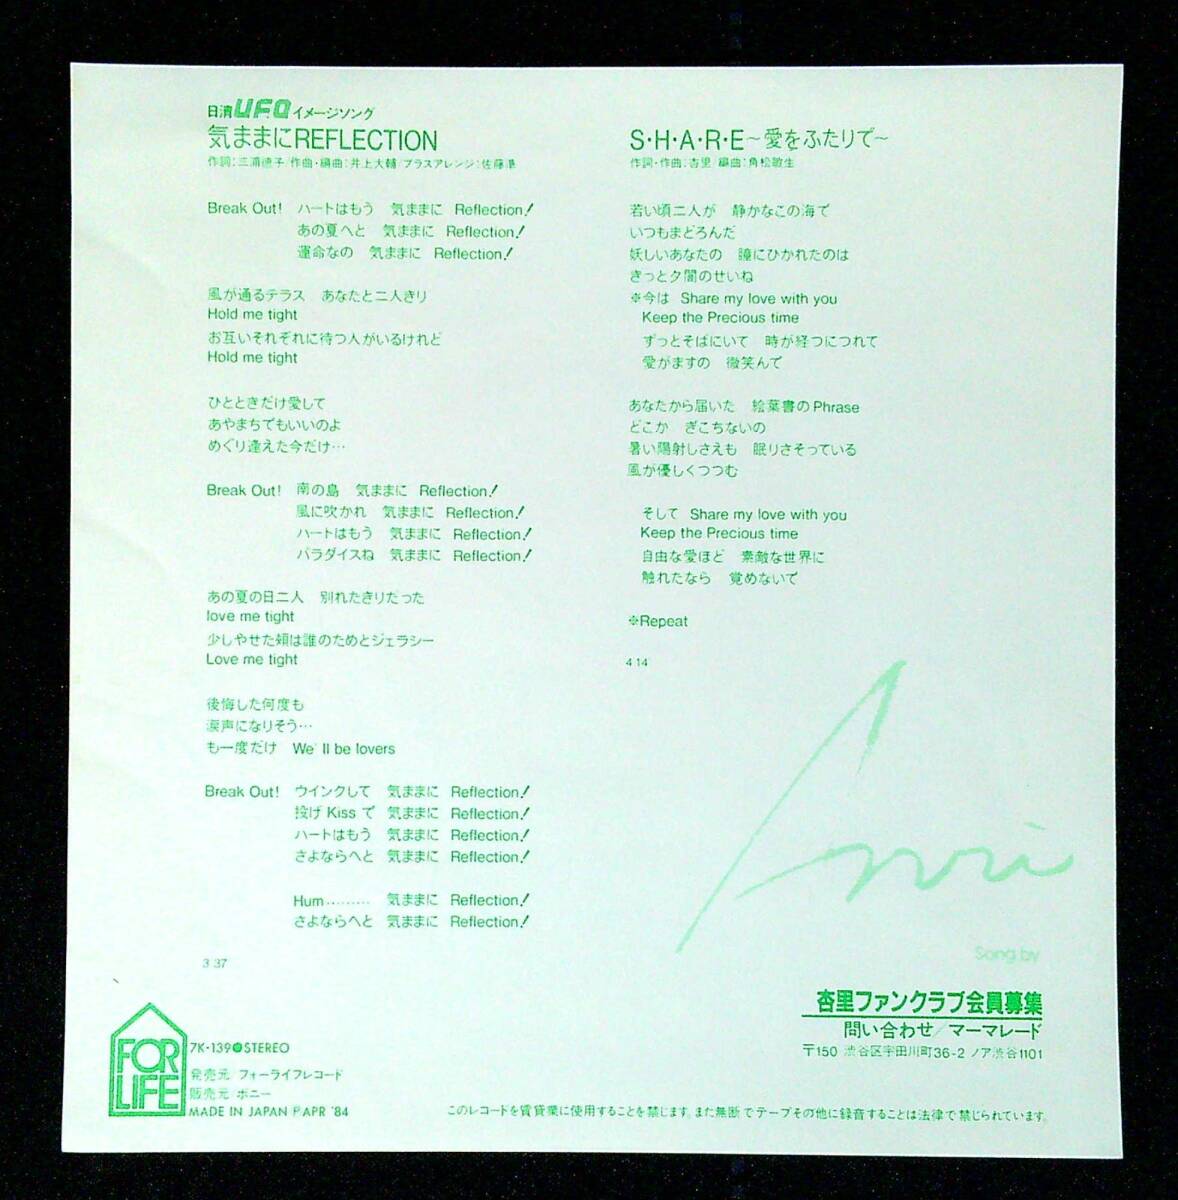 日清UFOイメージソング
気ままにREFLECTION
作詞:三浦徳子/作曲・編曲:井上大輔/ブラスアレンジ:佐藤準
Break Out! ハートはもう 気ままに Reflection!
あの夏へと 気ままに Reflection!
運命なの 気ままに Reflection!
風が通るテラス あなたと二人きり
Hold me tight
お互いそれぞれに待つ人がいるけれど
Hold me tight
ひとときだけ愛して
あやまちでもいいのよ
めぐり逢えた今だけ…
Break Out! 南の島 気ままに Reflection!
風に吹かれ 気ままに Reflection!
ハートはもう 気ままに Reflection!
パラダイスね 気ままに Reflection!
あの夏の日二人 別れたきりだった
love me tight
少しやせた頬は誰のためとジェラシー
Love me tight
後悔した何度も
涙声になりそう…
も一度だけ We'll be lovers
Break Out! ウインクして 気ままに Reflection!
投げKissで 気ままに Reflection!
ハートはもう 気ままに Reflection!
さよならへと 気ままに Reflection!
Hum……… 気ままに Reflection!
さよならへと 気ままに Reflection!
3 37
S・H・A・R・E〜愛をふたりで〜
作詞・作曲:杏里/編曲:角松敏生
若い頃二人が 静かなこの海で
いつもまどろんだ
妖しいあなたの 瞳にひかれたのは
きっと夕闇のせいね
※今は Share my love with you
Keep the Precious time
ずっとそばにいて 時が経つにつれて
愛がますの 微笑んで
あなたから届いた 絵葉書のPhrase
どこか ぎこちないの
暑い陽射しさえも 眠りさそっている
風が優しくつつむ
そして Share my love with you
Keep the Precious time
自由な愛ほど 素敵な世界に
触れたなら 覚めないで
※Repeat
4 14
Anri
Song by
杏里ファンクラブ会員募集
問い合わせ/マーマレード
〒150 渋谷区宇田川町36-2 ノア渋谷1101
FOR
LIFE
7K-139 STEREO
発売元 フォーライフレコード
販売元 ポニー
MADE IN JAPAN ℗APR '84
このレコードを賃貸業に使用することを禁じます。また無断でテープその他に録音することは法律で禁じられています。